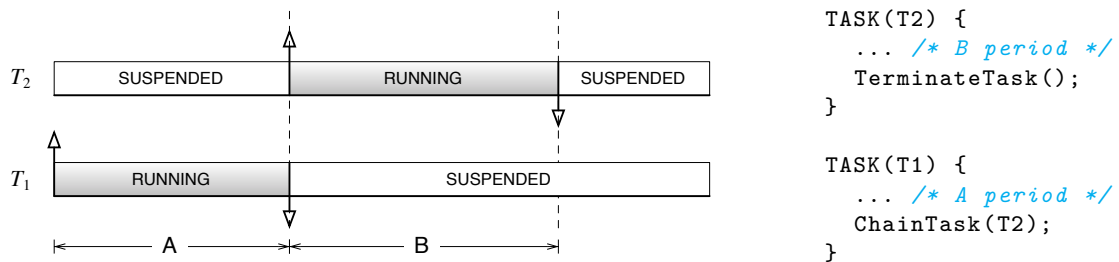 T2 SUSPENDED RUNNING SUSPENDED
T1 RUNNING SUSPENDED
A B
TASK(T2) {
... /* B period */
TerminateTask();
}
TASK(T1) {
... /* A period */
ChainTask(T2);
}